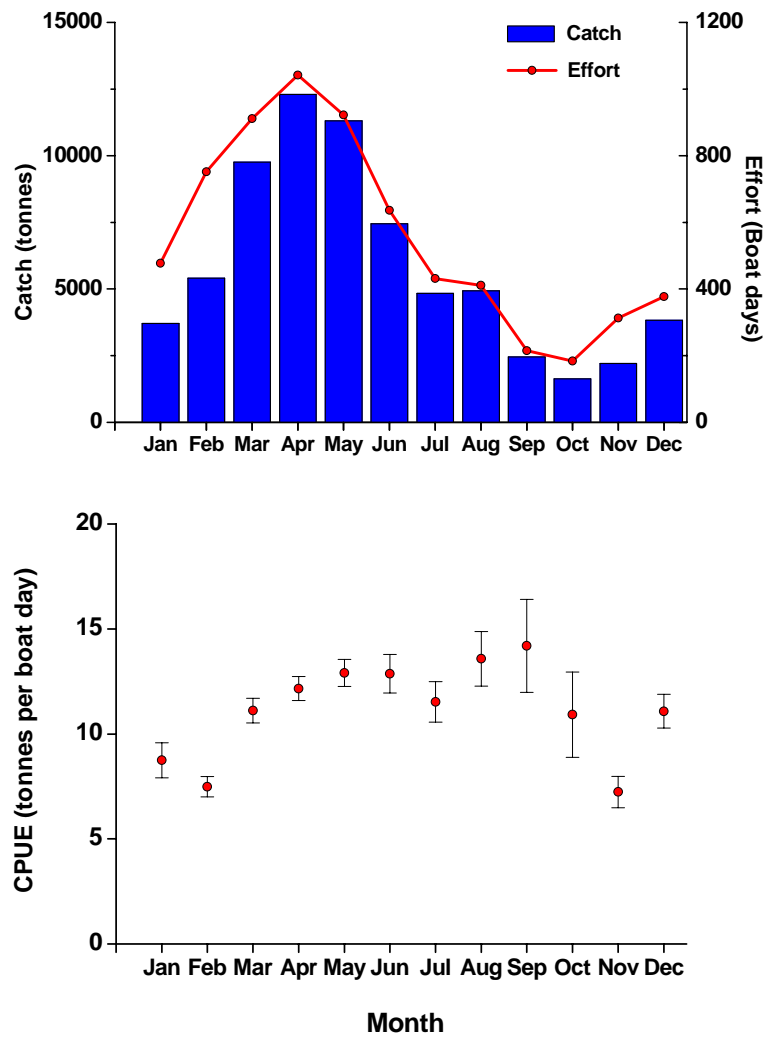 15000
10000
5000
0
Catch (tonnes)
Catch
Effort
1200
800
400
0
Effort (Boat days)
Jan Feb Mar Apr May Jun Jul Aug Sep Oct Nov Dec
20
15
10
5
0
CPUE (tonnes per boat day)
Jan Feb Mar Apr May Jun Jul Aug Sep Oct Nov Dec
Month